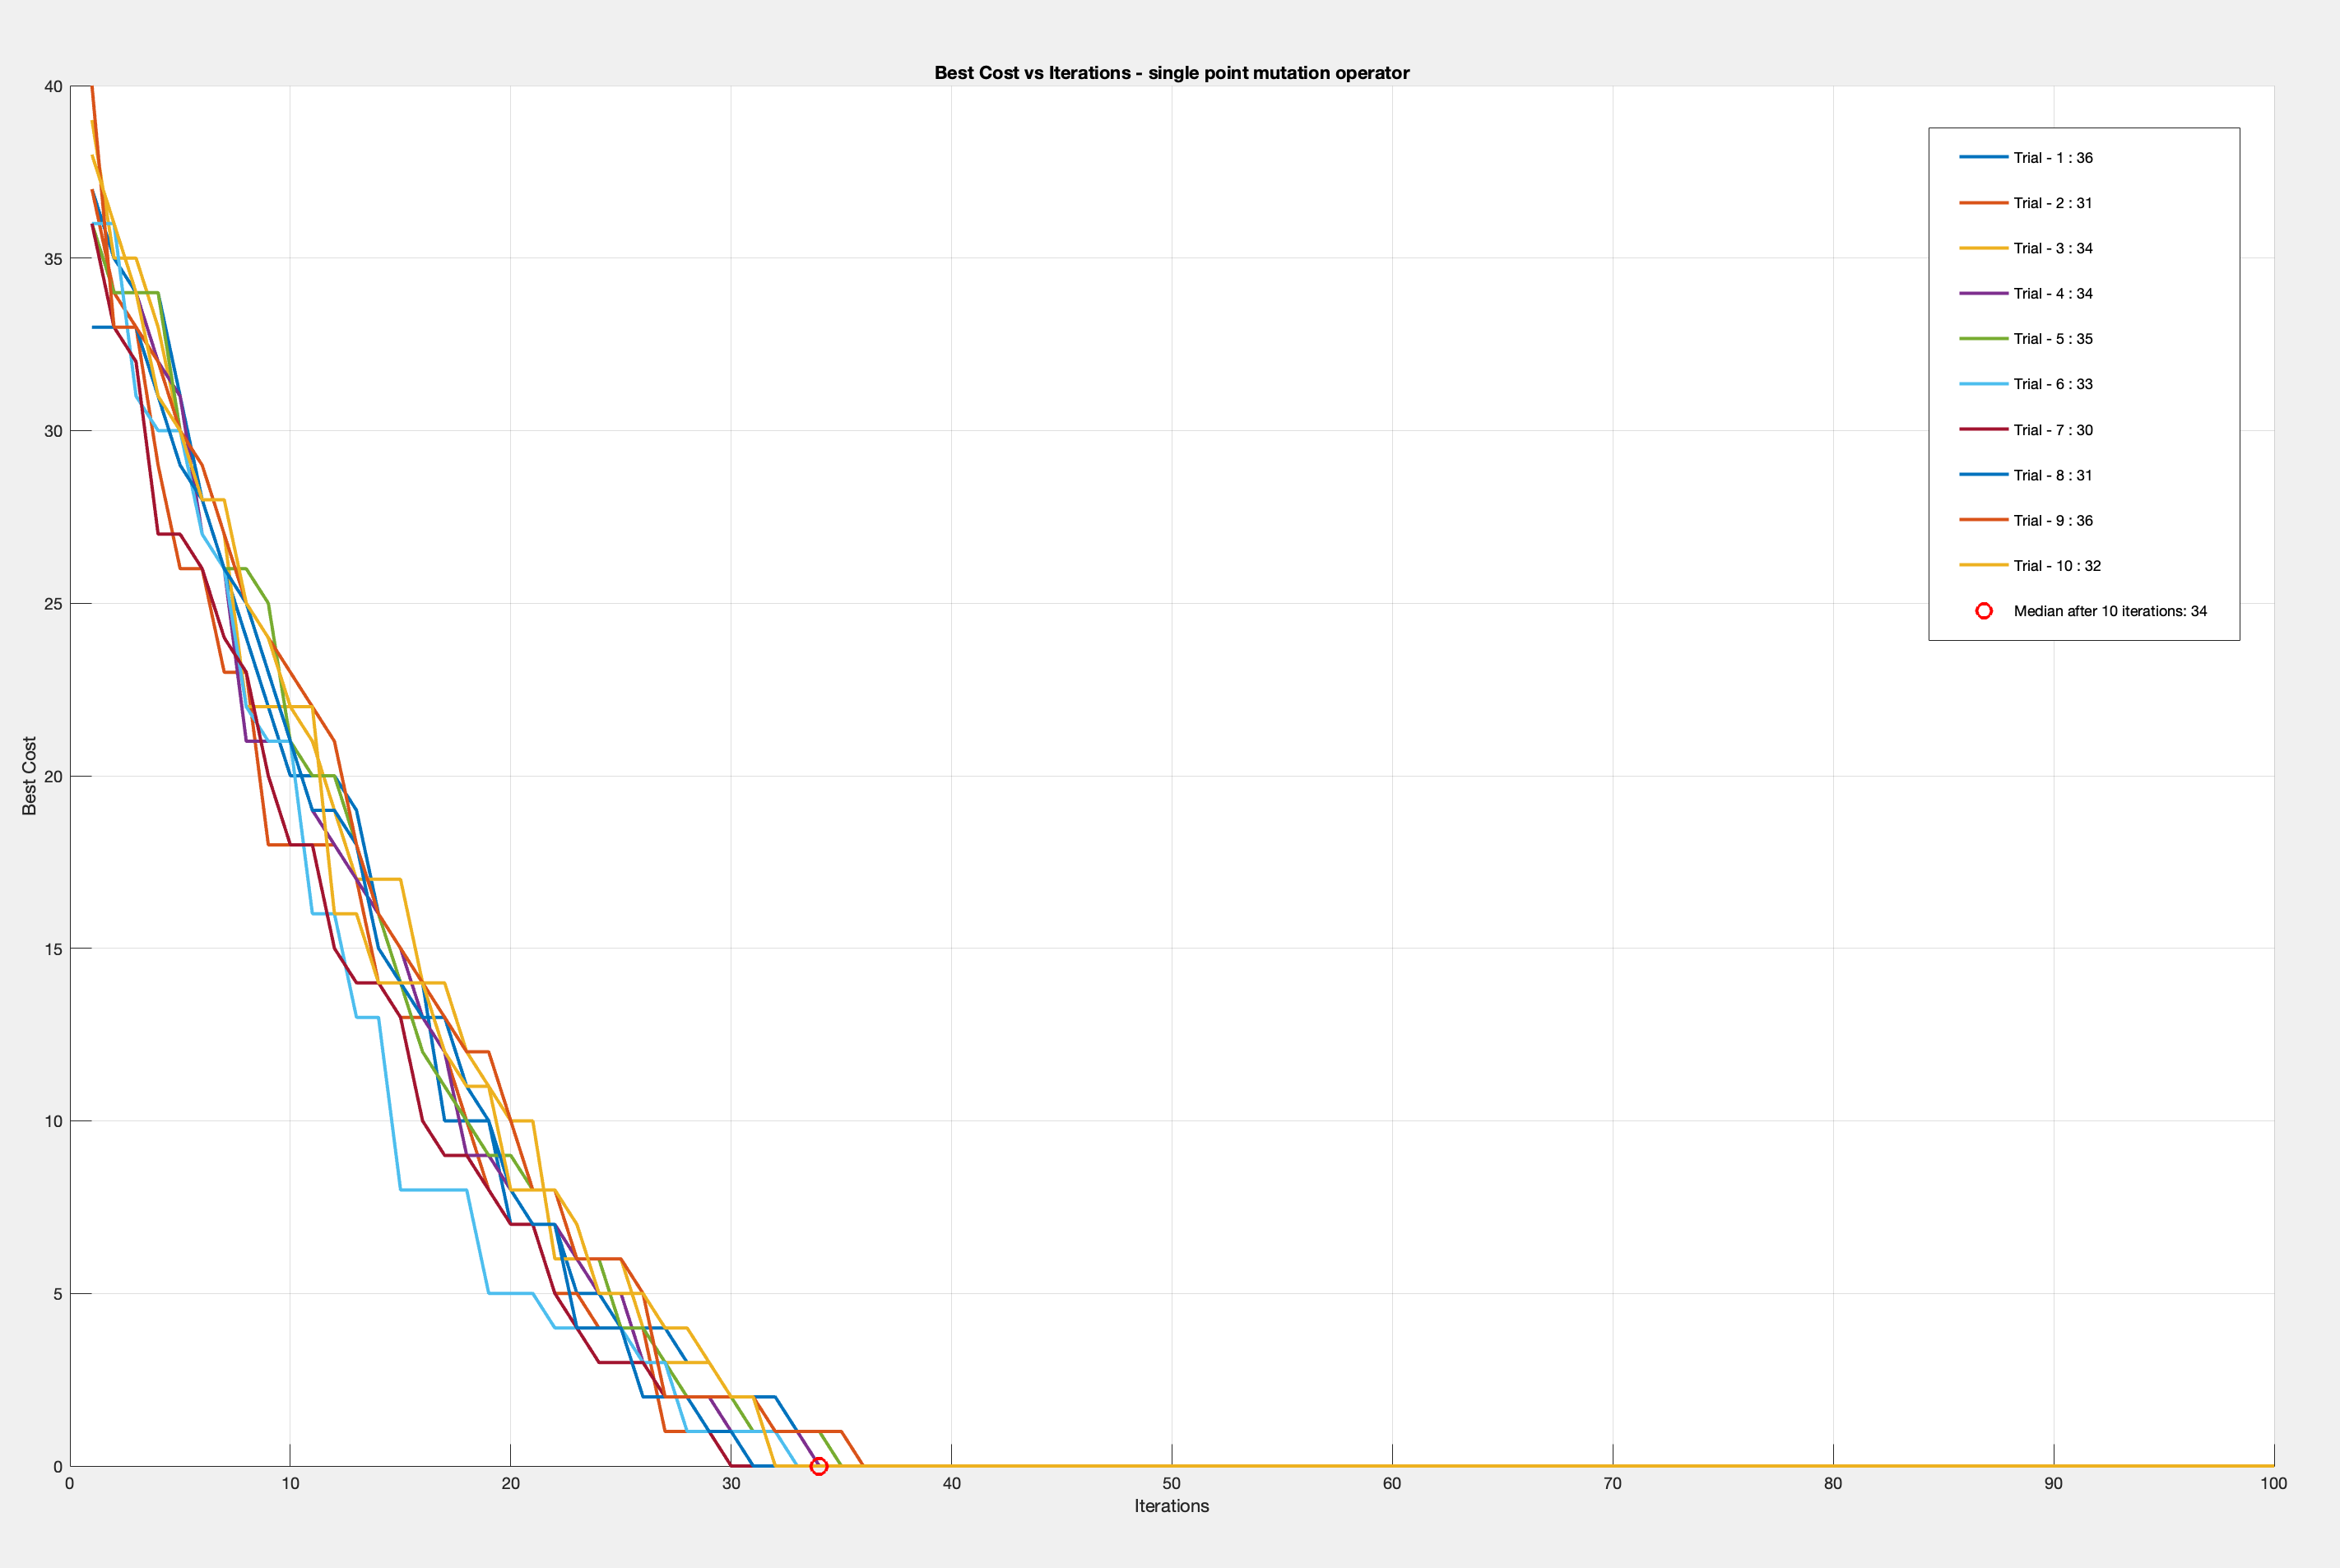 Best Cost vs Iterations - single point mutation operator
40
35
30
25
20
15
10
5
0
Best Cost
Trial - 1 : 36
Trial - 2 : 31
Trial - 3 : 34
Trial - 4 : 34
Trial - 5 : 35
Trial - 6 : 33
Trial - 7 : 30
Trial - 8 : 31
Trial - 9 : 36
Trial - 10 : 32
Median after 10 iterations: 34
0 10 20 30 40 50 60 70 80 90 100
Iterations